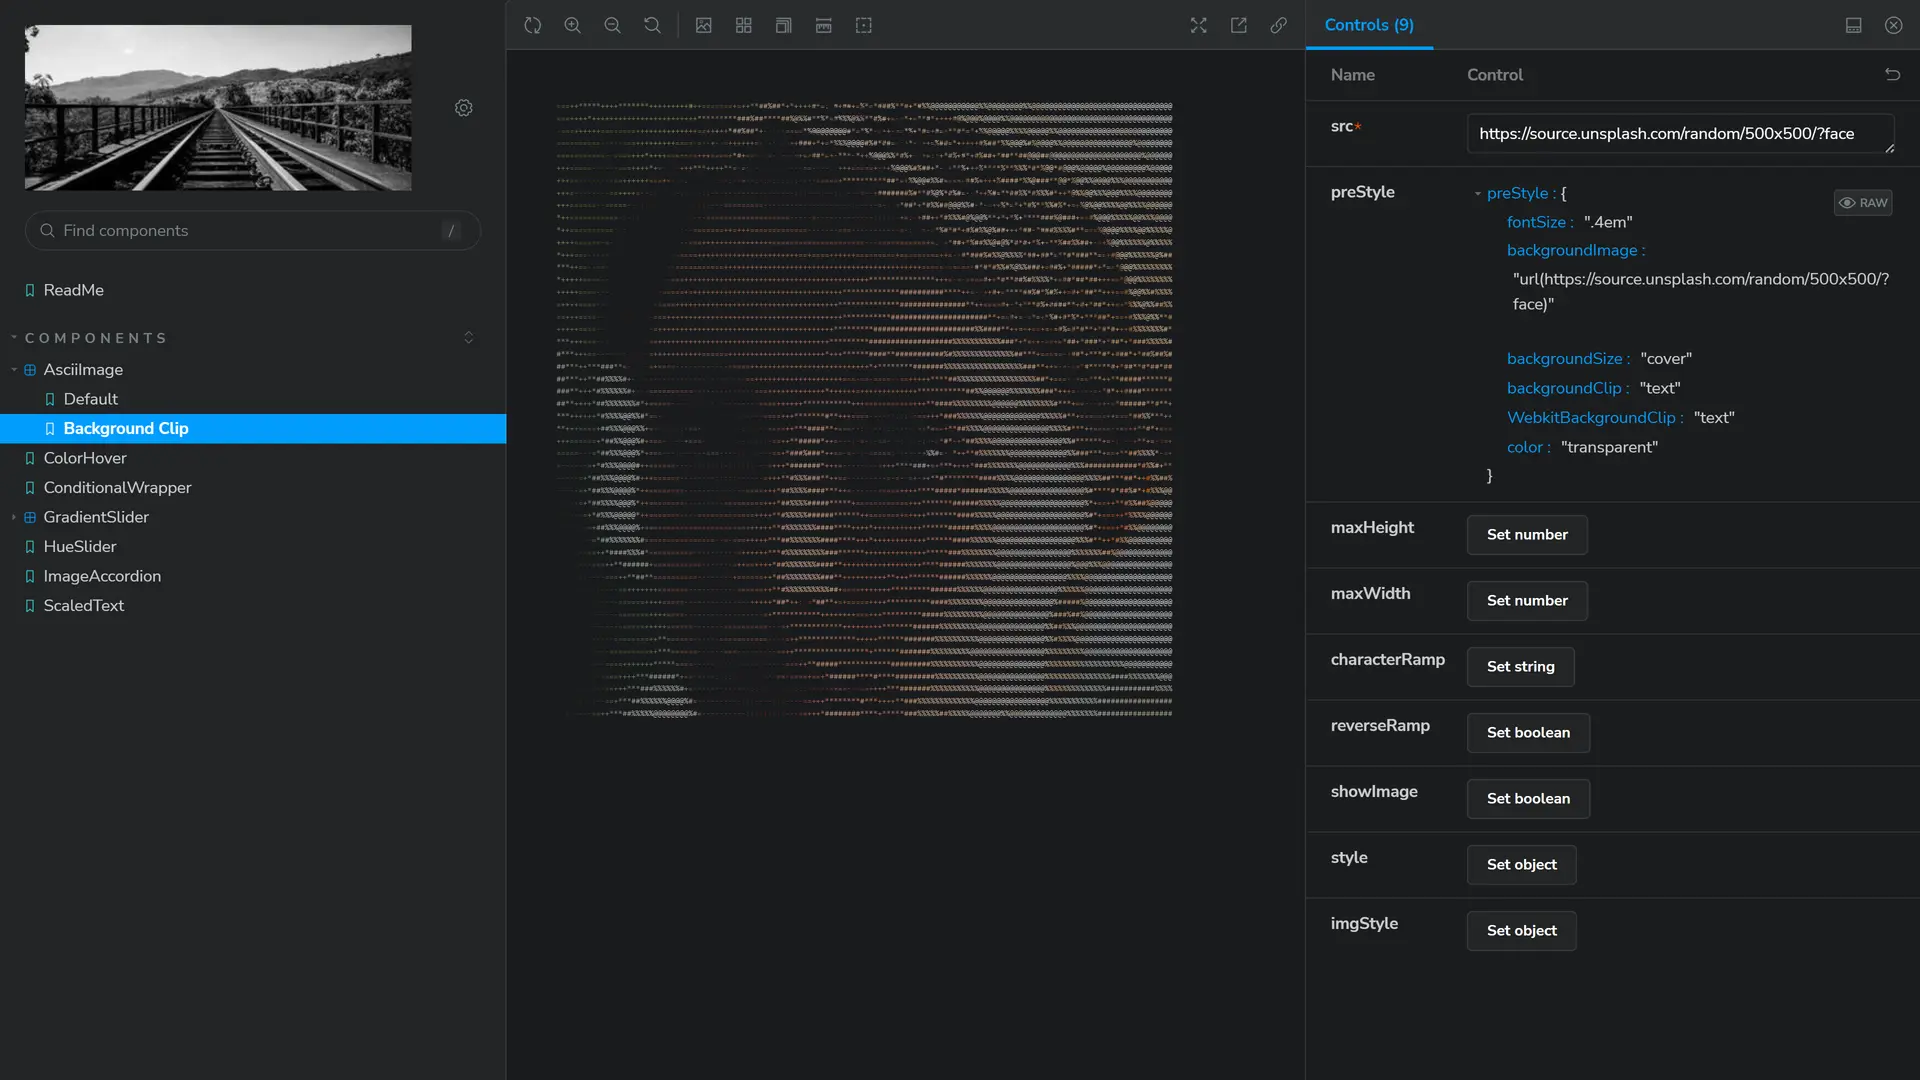 Find components
/
ReadMe
COMPONENTS
AsciiImage
Default
Background Clip
ColorHover
ConditionalWrapper
GradientSlider
HueSlider
ImageAccordion
ScaledText
Controls (9)
Name
Control
src*
https://source.unsplash.com/random/500x500/?face
preStyle
preStyle : {
RAW
fontSize : ".4em"
backgroundImage :
"url(https://source.unsplash.com/random/500x500/?
face)"
backgroundSize : "cover"
backgroundClip : "text"
WebkitBackgroundClip : "text"
color : "transparent"
}
maxHeight
Set number
maxWidth
Set number
characterRamp
Set string
reverseRamp
Set boolean
showImage
Set boolean
style
Set object
imgStyle
Set object